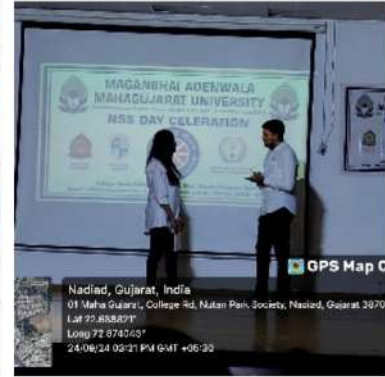 MAGANBHAI ADENWALA
MAHAGUJARAT UNIVERSITY
NSS DAY CELERATION
GPS Map C
Nadiad, Gujarat, India
01 Maha Gujarat, College Rd, Nutan Park Society, Nadiad, Gujarat 3870
Lat 22.688821°
Long 72.874043°
24/09/24 03:21 PM GMT +05:30